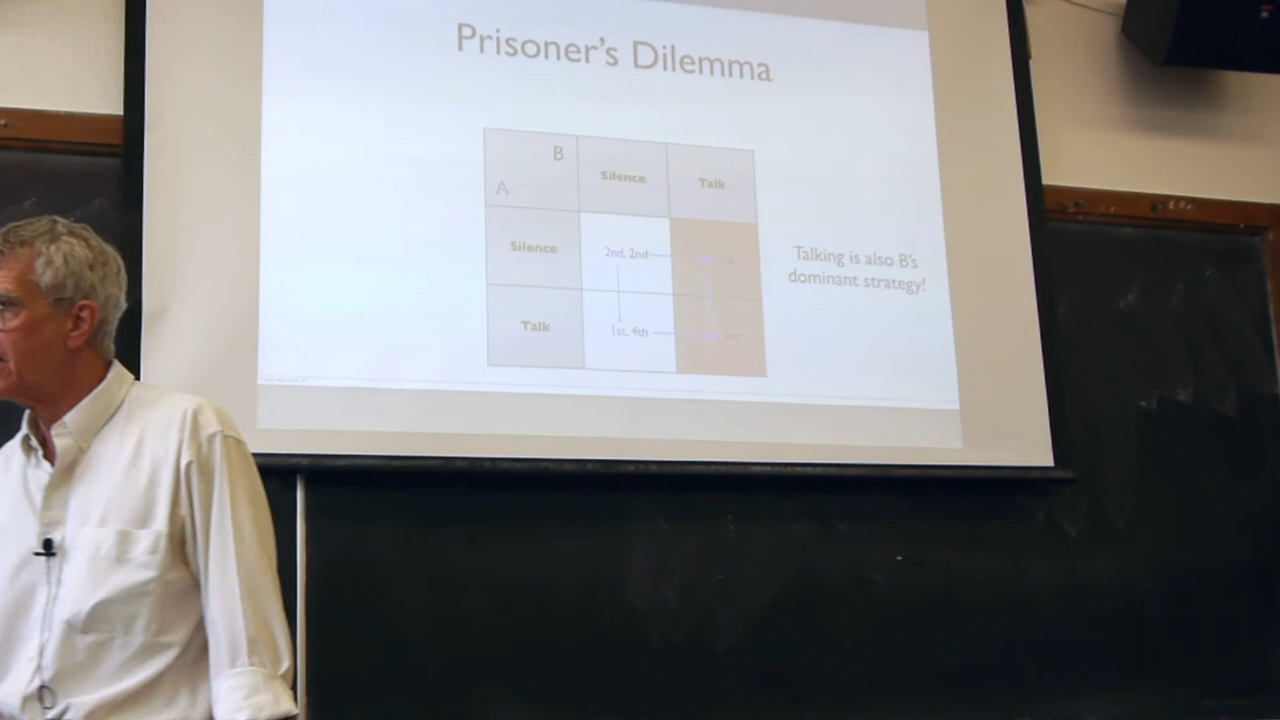 Prisoner's Dilemma
B
A
Silence
Talk
Silence
2nd, 2nd
Talk
1st, 4th
Talking is also B's
dominant strategy!